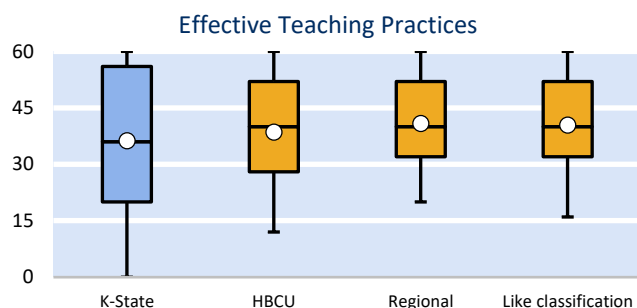 Effective Teaching Practices
60
45
30
15
0
K-State HBCU Regional Like classification